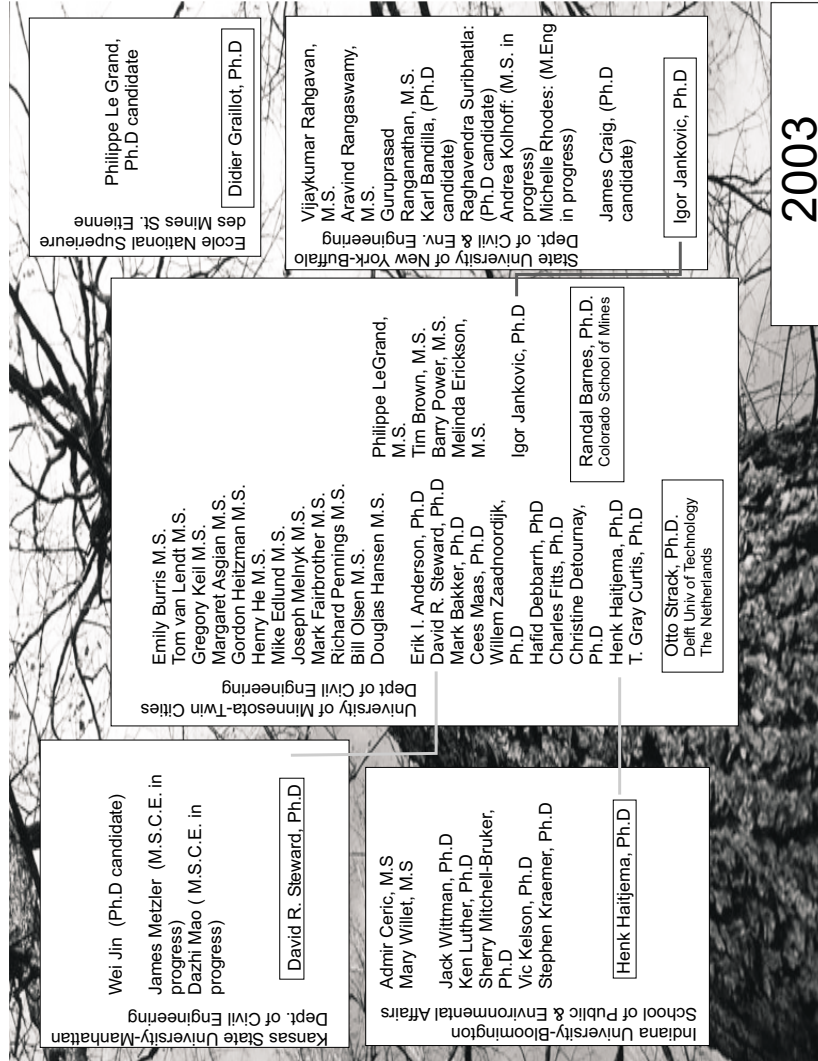 Kansas State University-Manhattan
Dept. of Civil Engineering
Wei Jin (Ph.D candidate)
James Metzler (M.S.C.E. in
progress)
Dazhi Mao ( M.S.C.E. in
progress)
David R. Steward, Ph.D
Indiana University-Bloomington
School of Public & Environmental Affairs
Admir Ceric, M.S
Mary Willet, M.S
Jack Wittman, Ph.D
Ken Luther, Ph.D
Sherry Mitchell-Bruker,
Ph.D
Vic Kelson, Ph.D
Stephen Kraemer, Ph.D
Henk Haitjema, Ph.D
University of Minnesota-Twin Cities
Dept of Civil Engineering
Emily Burris M.S.
Tom van Lendt M.S.
Gregory Keil M.S.
Margaret Asgian M.S.
Gordon Heitzman M.S.
Henry He M.S.
Mike Edlund M.S.
Joseph Melnyk M.S.
Mark Fairbrother M.S.
Richard Pennings M.S.
Bill Olsen M.S.
Douglas Hansen M.S.
Erik I. Anderson, Ph.D
David R. Steward, Ph.D
Mark Bakker, Ph.D
Cees Maas, Ph.D
Willem Zaadnoordijk,
Ph.D
Hafid Debbarrh, PhD
Charles Fitts, Ph.D
Christine Detournay,
Ph.D
Henk Haitjema, Ph.D
T. Gray Curtis, Ph.D
Otto Strack, Ph.D.
Delft Univ of Technology
The Netherlands
Philippe LeGrand,
M.S.
Tim Brown, M.S.
Barry Power, M.S.
Melinda Erickson,
M.S.
Igor Jankovic, Ph.D
Randal Barnes, Ph.D.
Colorado School of Mines
Ecole National Superieure
des Mines St. Etienne
Philippe Le Grand,
Ph.D candidate
Didier Graillot, Ph.D
State University of New York-Buffalo
Dept. of Civil & Env. Engineering
Vijaykumar Rahgavan,
M.S.
Aravind Rangaswamy,
M.S.
Guruprasad
Ranganathan, M.S.
Karl Bandilla, (Ph.D
candidate)
Raghavendra Suribhatla:
(Ph.D candidate)
Andrea Kolhoff: (M.S. in
progress)
Michelle Rhodes: (M.Eng
in progress)
James Craig, (Ph.D
candidate)
Igor Jankovic, Ph.D
2003